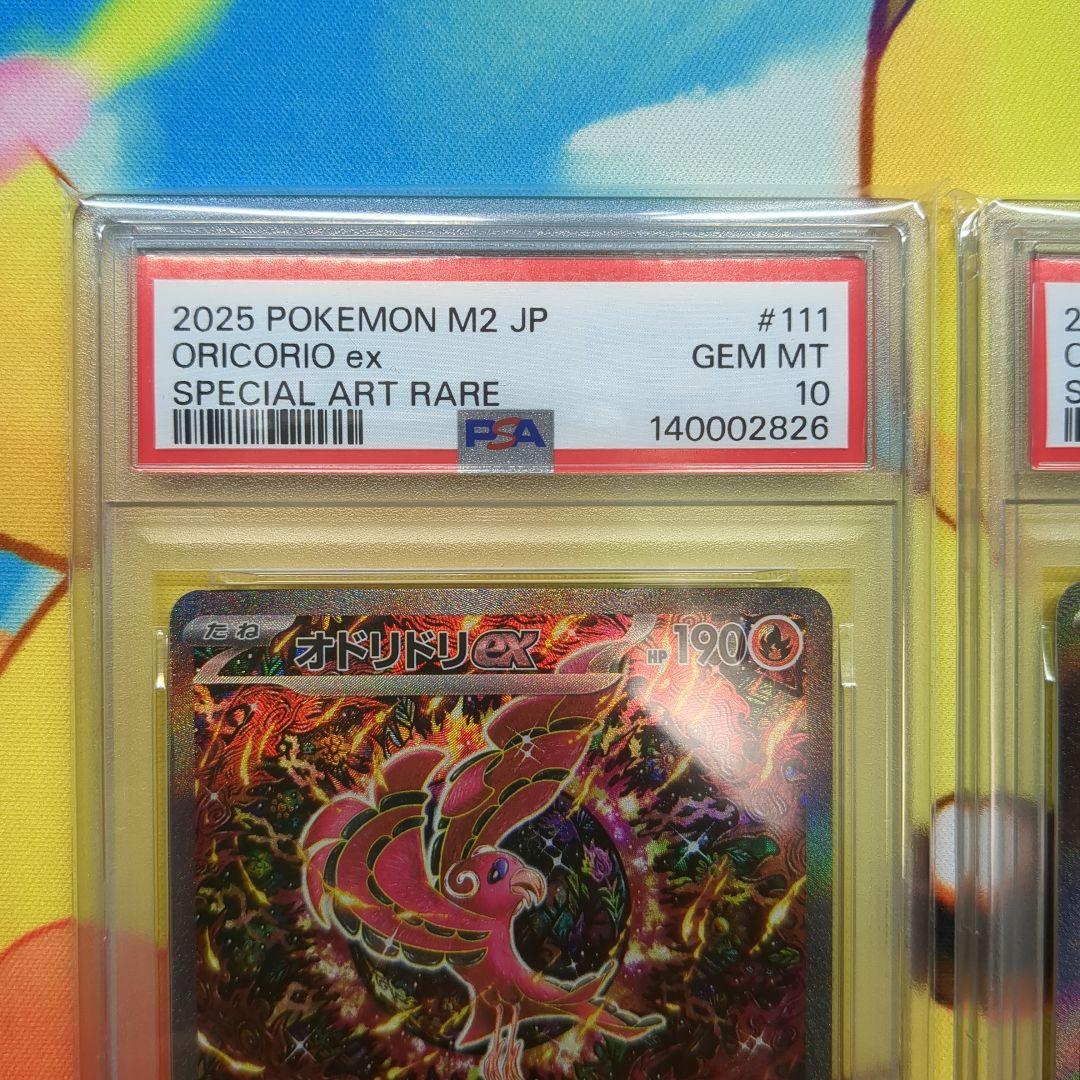 2025 POKEMON M2 JP #111
ORICORIO ex GEM MT
SPECIAL ART RARE 10
PSA 140002826
たね オドリドリex HP 190